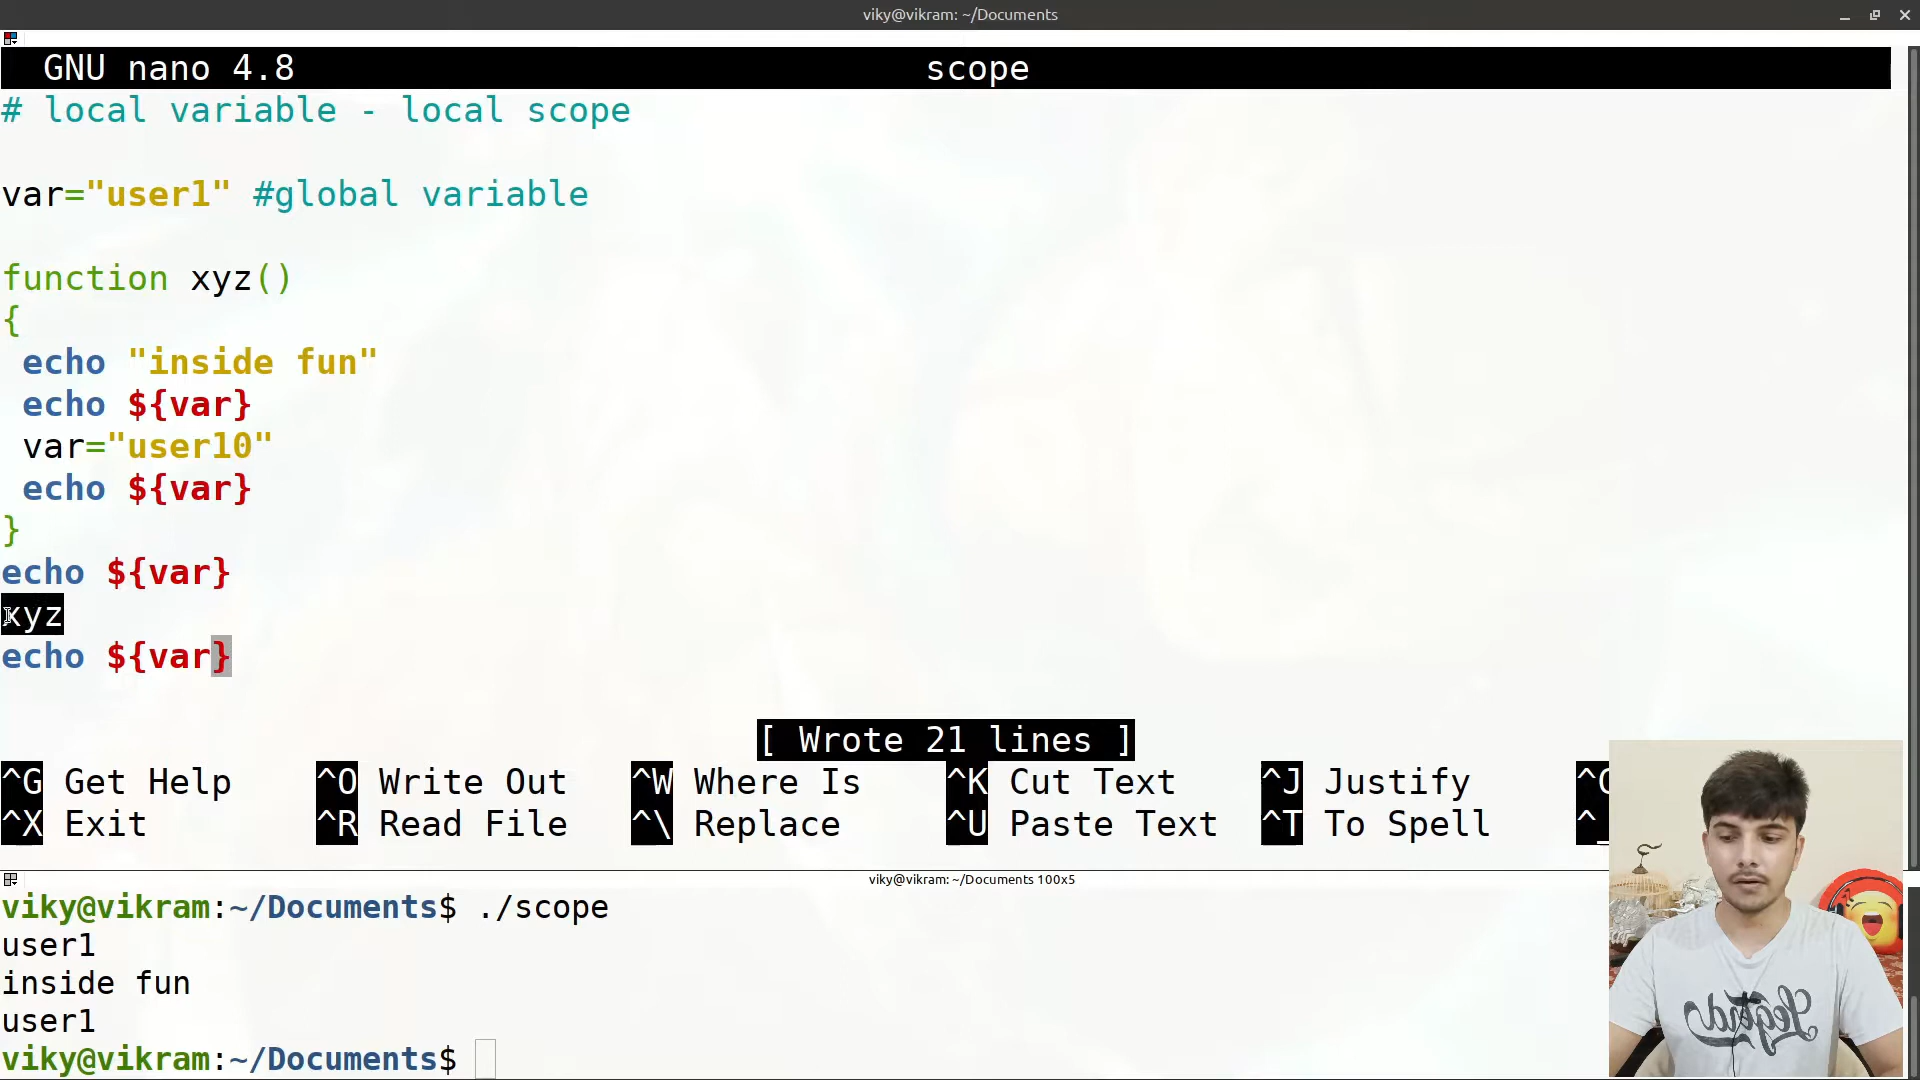 viky@vikram: ~/Documents
GNU nano 4.8 scope
# local variable - local scope
var="user1" #global variable
function xyz()
{
echo "inside fun"
echo ${var}
var="user10"
echo ${var}
}
echo ${var}
xyz
echo ${var}
[ Wrote 21 lines ]
^G Get Help ^O Write Out ^W Where Is ^K Cut Text ^J Justify
^X Exit ^R Read File ^\ Replace ^U Paste Text ^T To Spell
viky@vikram: ~/Documents 100x5
viky@vikram:~/Documents$ ./scope
user1
inside fun
user1
viky@vikram:~/Documents$
Legend